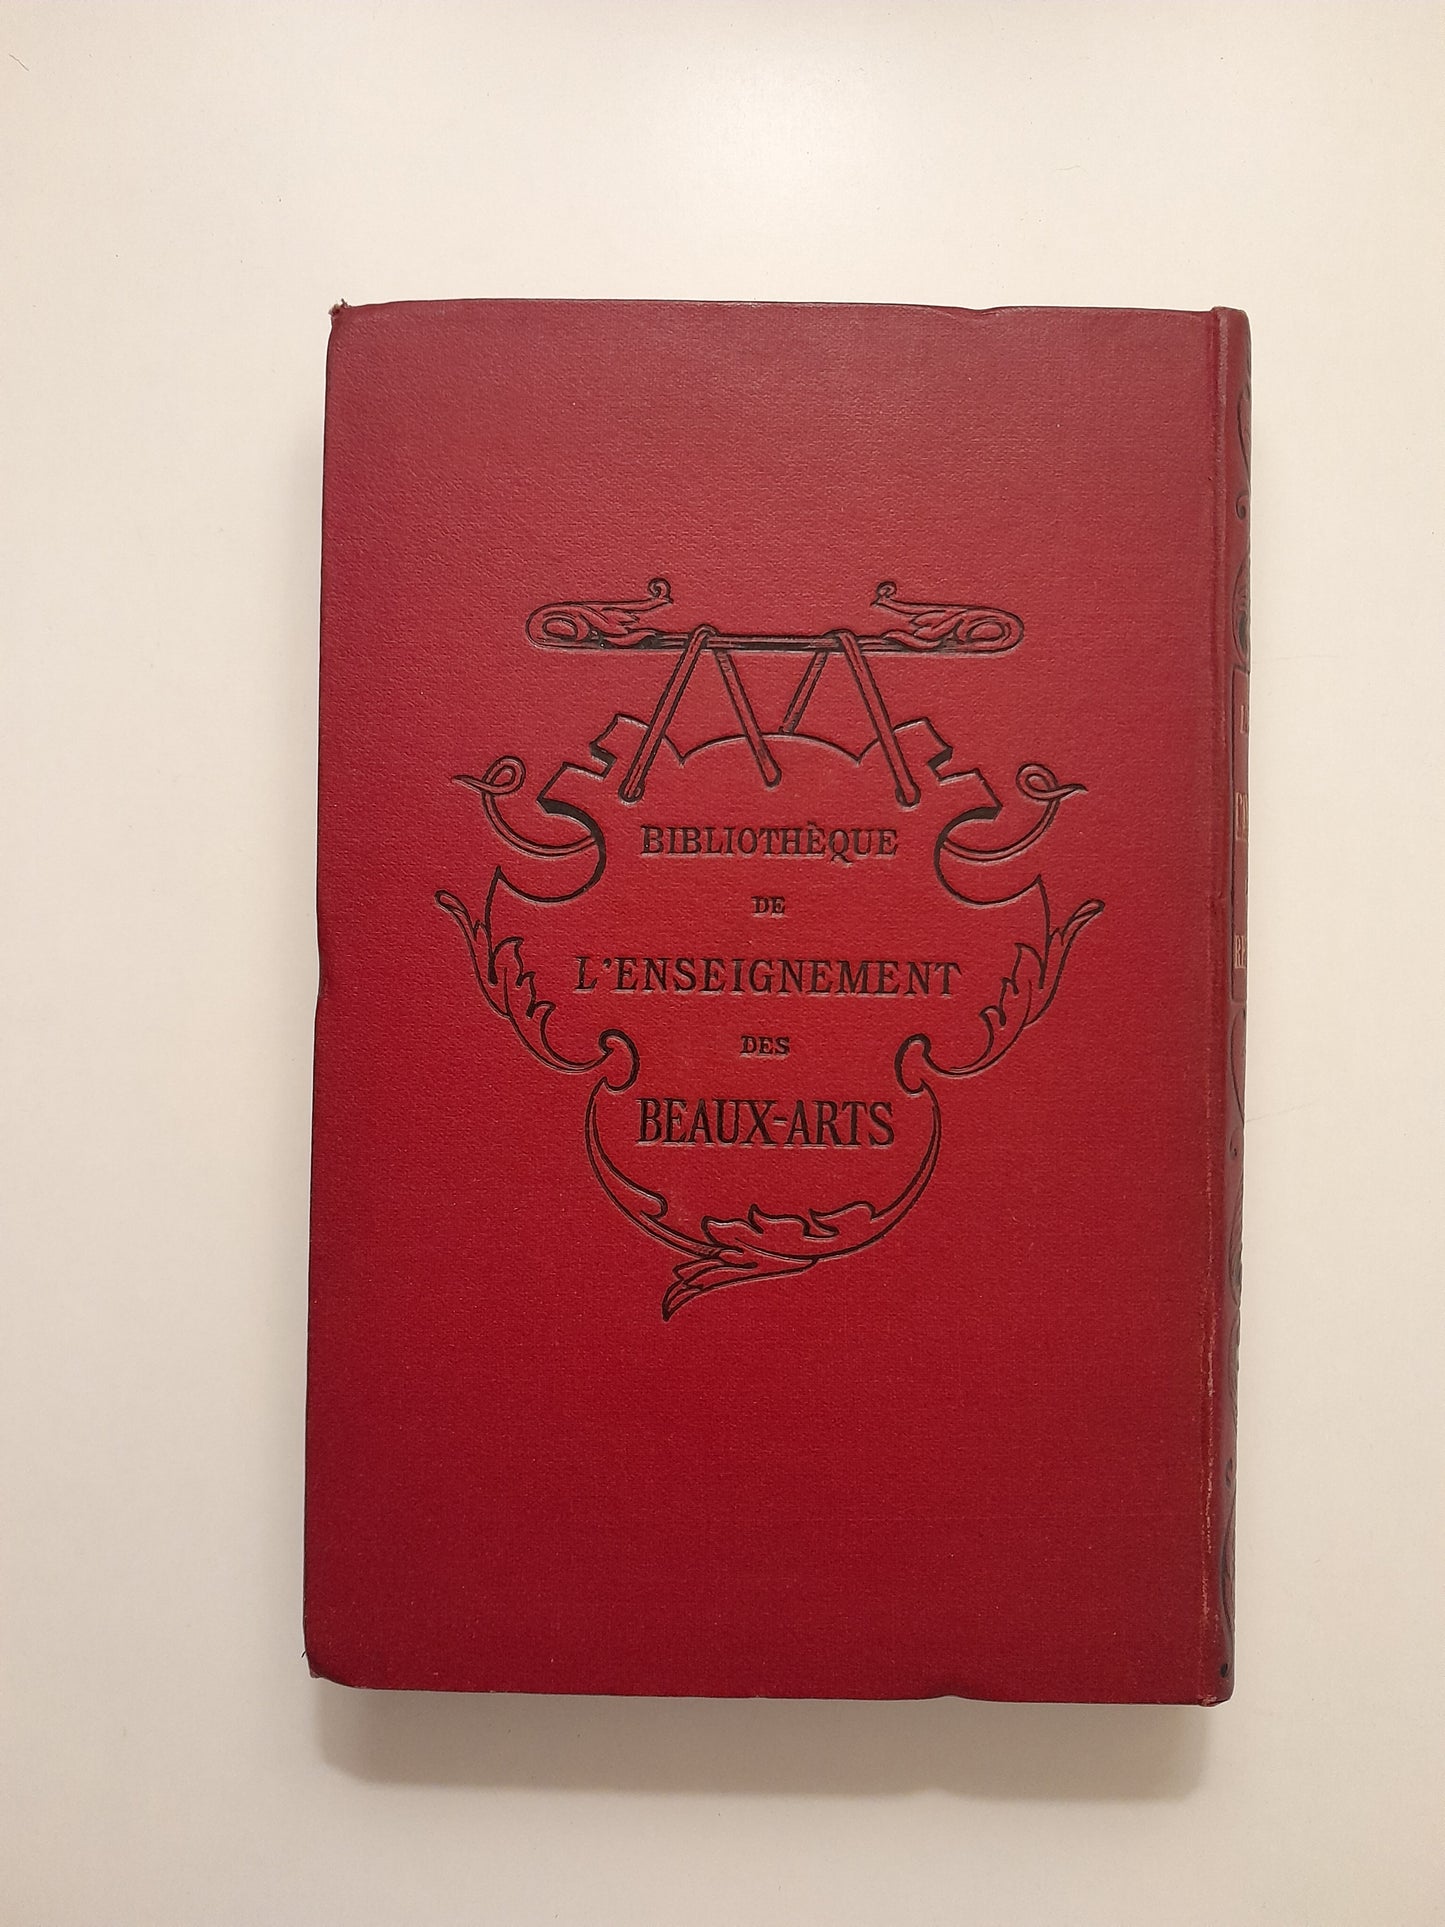 BIBLIOTHÈQUE
DE
L'ENSEIGNEMENT
DES
BEAUX-ARTS